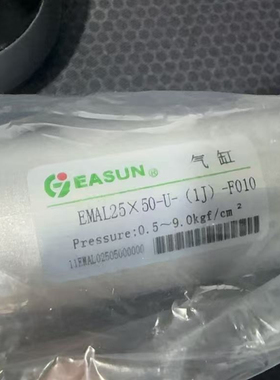 EASUN®
气缸
EMAL25×50-U-(1J)-F010
Pressure:0.5~9.0kgf/cm²
11EMAL02505000000